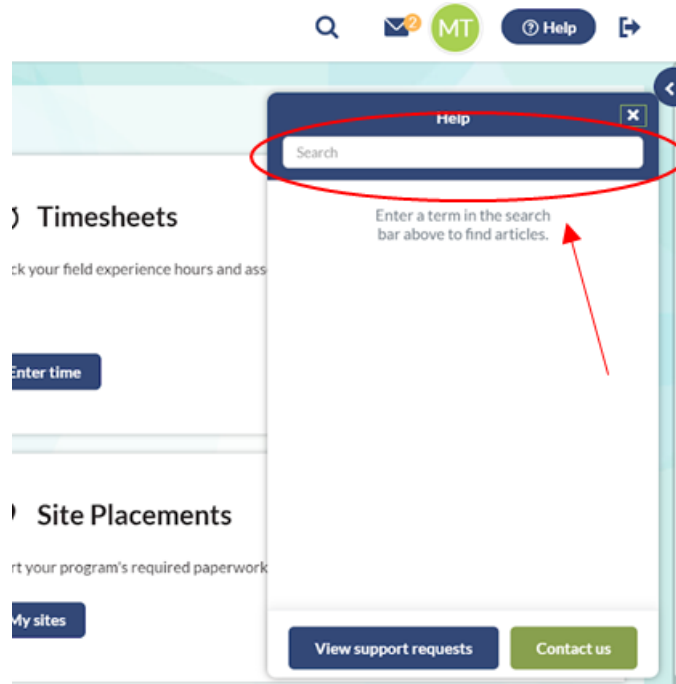 2
MT
? Help
Help
Search
Enter a term in the search
bar above to find articles.
Timesheets
ck your field experience hours and ass
Enter time
Site Placements
rt your program's required paperwork
My sites
View support requests
Contact us